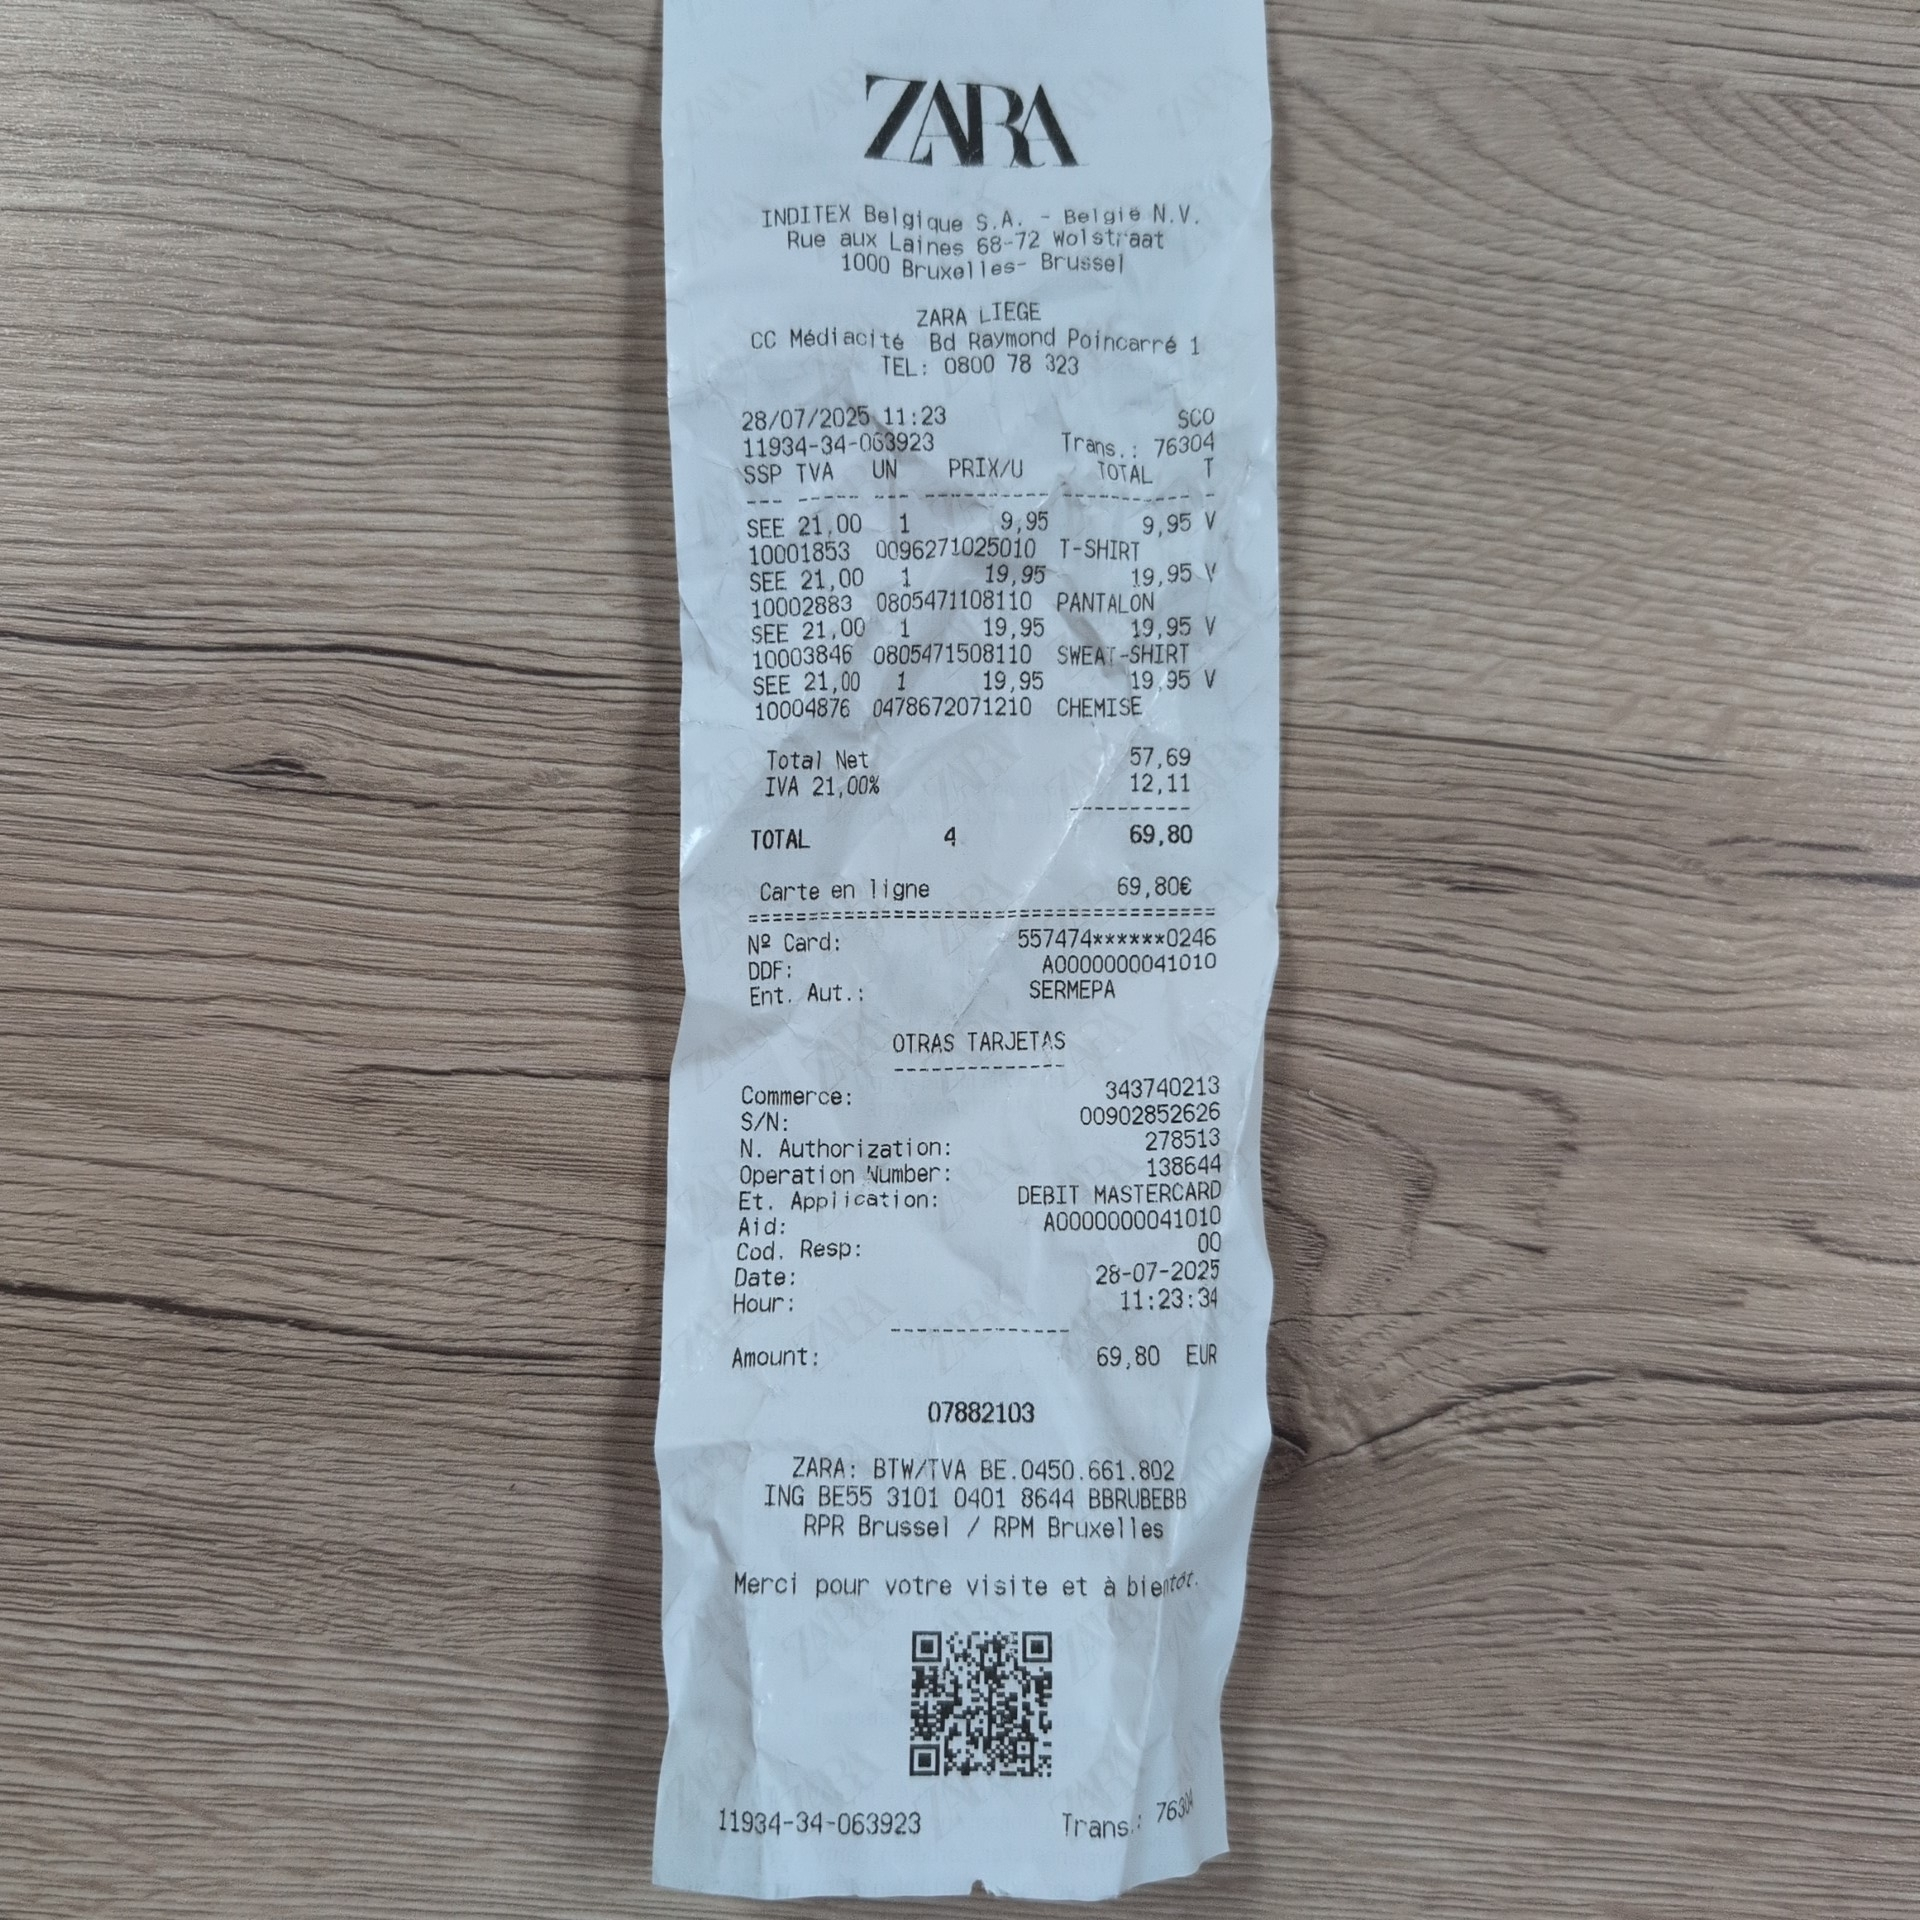 ZARA
INDITEX Belgique S.A. - België N.V.
Rue aux Laines 68-72 Wolstraat
1000 Bruxelles- Brussel
ZARA LIEGE
CC Médiacité Bd Raymond Poincarré 1
TEL: 0800 78 323
28/07/2025 11:23 SCO
11934-34-063923 Trans.: 76304
SSP TVA UN PRIX/U TOTAL T
--- ----- --- ---------- ----------- -
SEE 21,00 1 9,95 9,95 V
10001853 0096271025010 T-SHIRT
SEE 21,00 1 19,95 19,95 V
10002883 0805471108110 PANTALON
SEE 21,00 1 19,95 19,95 V
10003846 0805471508110 SWEAT-SHIRT
SEE 21,00 1 19,95 19,95 V
10004876 0478672071210 CHEMISE
Total Net 57,69
IVA 21,00% 12,11
----------
TOTAL 4 69,80
Carte en ligne 69,80€
======================================
Nº Card: 557474******0246
DDF: A0000000041010
Ent. Aut.: SERMEPA
OTRAS TARJETAS
--------------
Commerce: 343740213
S/N: 00902852626
N. Authorization: 278513
Operation Number: 138644
Et. Application: DEBIT MASTERCARD
Aid: A0000000041010
Cod. Resp: 00
Date: 28-07-2025
Hour: 11:23:34
--------------
Amount: 69,80 EUR
07882103
ZARA: BTW/TVA BE.0450.661.802
ING BE55 3101 0401 8644 BBRUBEBB
RPR Brussel / RPM Bruxelles
Merci pour votre visite et à bientôt.
11934-34-063923 Trans.: 76304